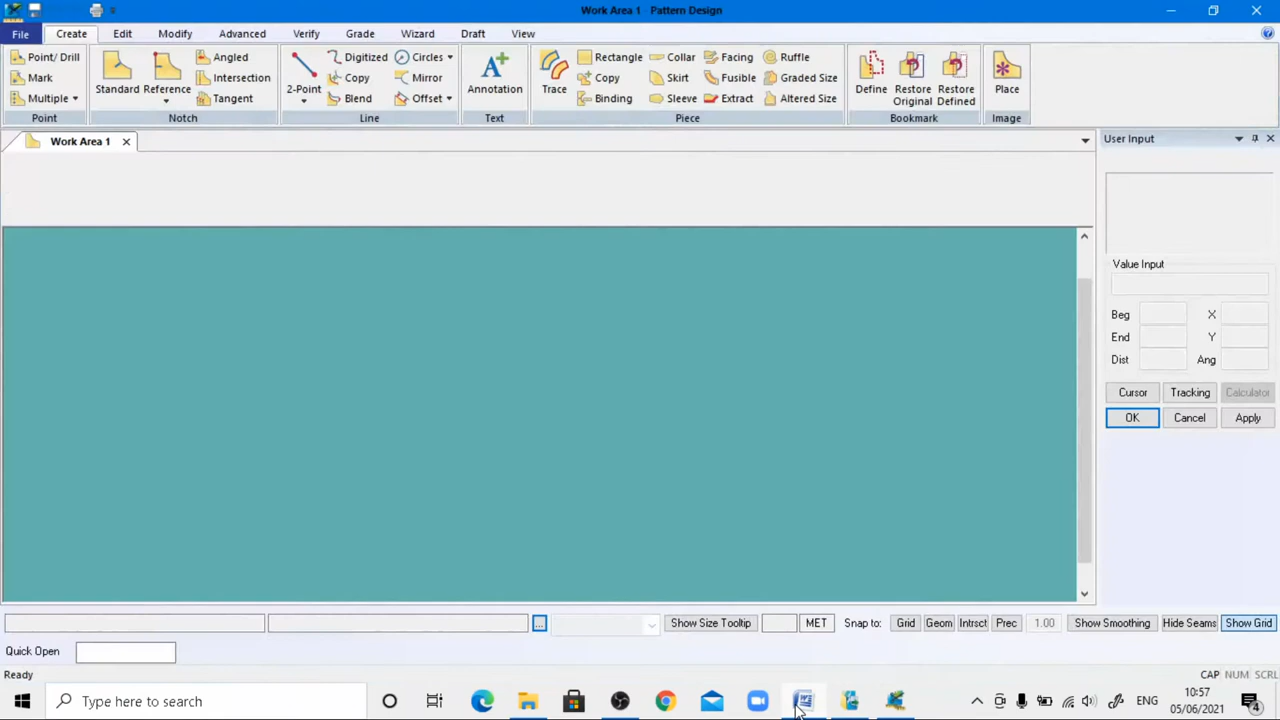 Work Area 1 - Pattern Design
File Create Edit Modify Advanced Verify Grade Wizard Draft View
Point/ Drill
Mark
Multiple
Point
Standard
Reference
Angled
Intersection
Tangent
Notch
2-Point
Digitized
Copy
Blend
Circles
Mirror
Offset
Line
Annotation
Text
Trace
Rectangle
Copy
Binding
Collar
Skirt
Sleeve
Facing
Fusible
Extract
Ruffle
Graded Size
Altered Size
Piece
Define
Restore
Original
Restore
Defined
Bookmark
Place
Image
Work Area 1
User Input
Value Input
Beg X
End Y
Dist Ang
Cursor Tracking Calculator
OK Cancel Apply
... Show Size Tooltip MET Snap to: Grid Geom Intrsct Prec 1.00 Show Smoothing Hide Seams Show Grid
Quick Open
Ready CAP NUM SCRL
Type here to search
ENG
10:57
05/06/2021
4